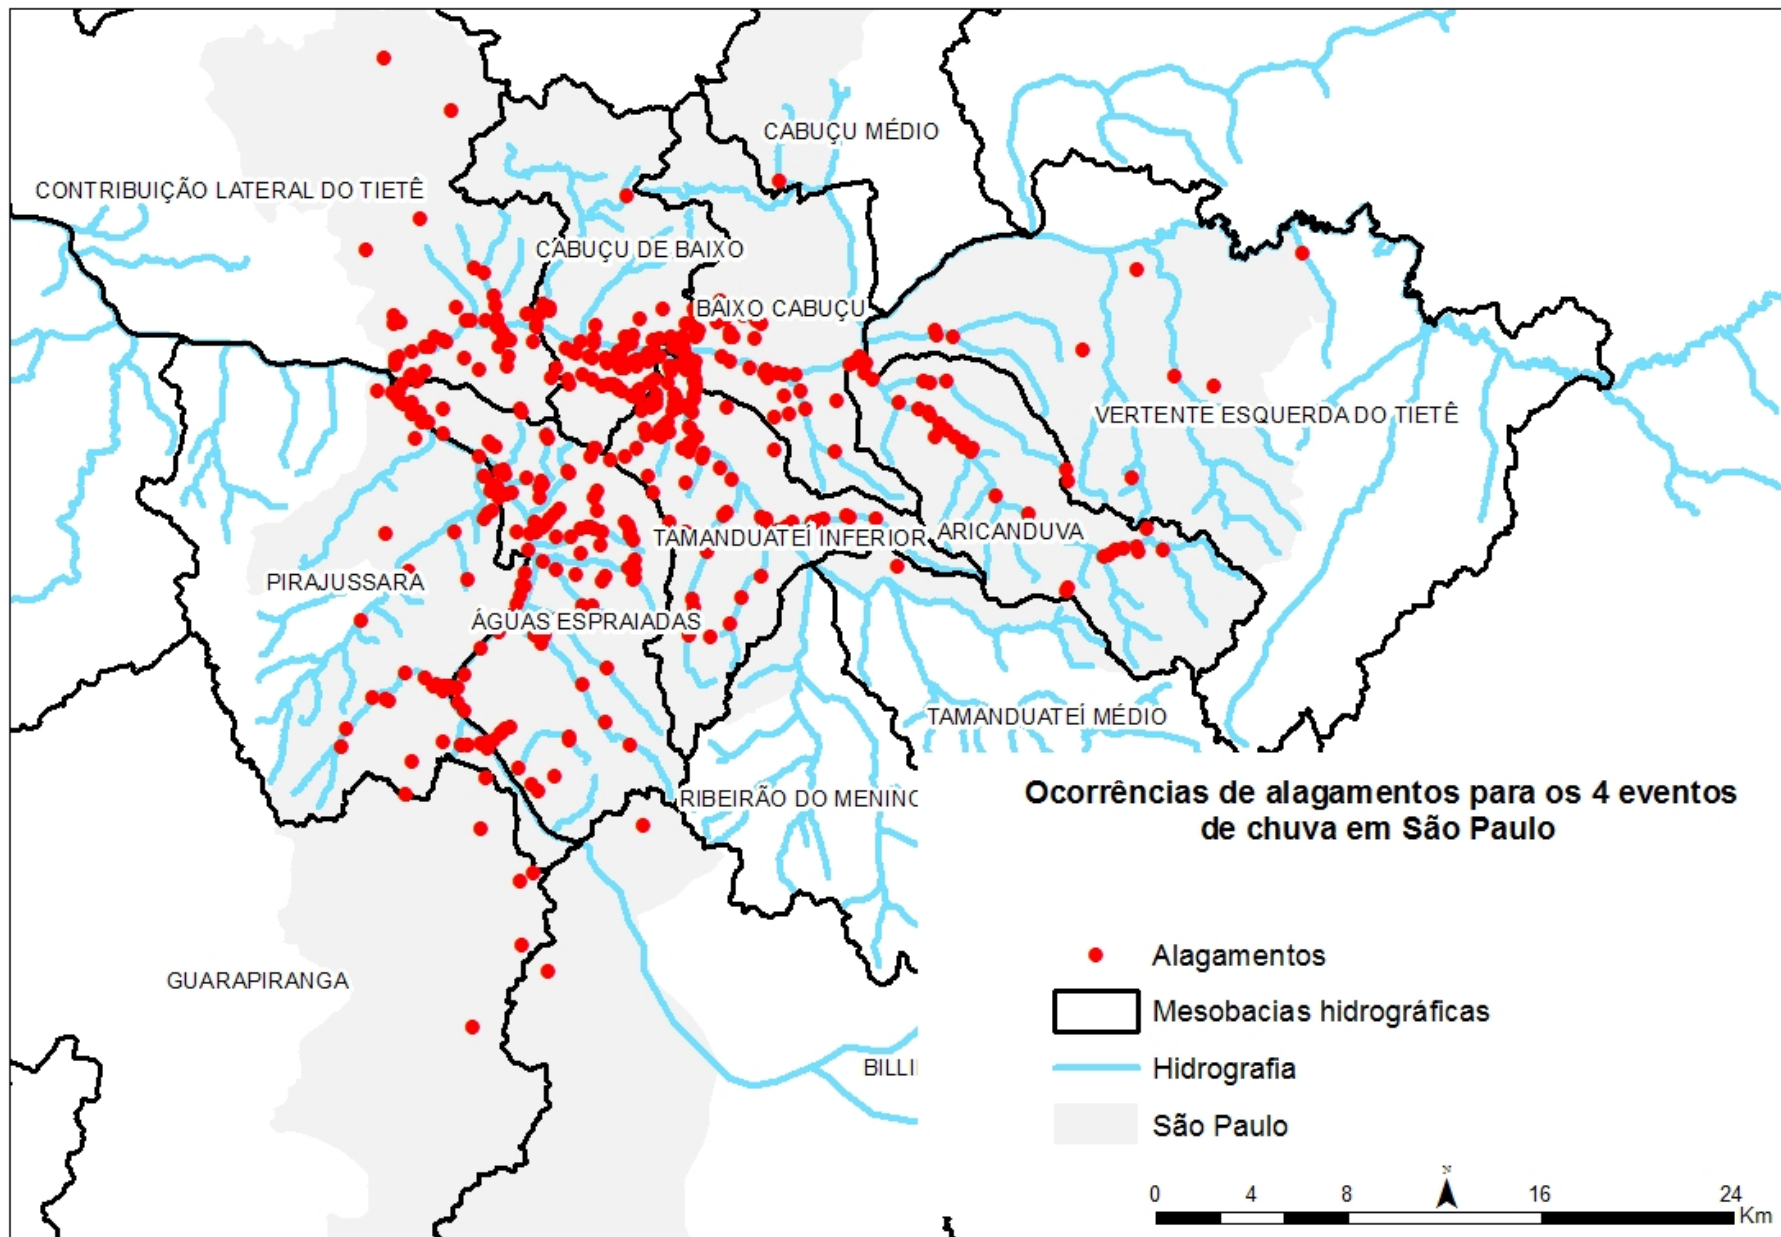 CABUÇU MÉDIO
CONTRIBUIÇÃO LATERAL DO TIETÊ
CABUÇU DE BAIXO
BAIXO CABUÇU
VERTENTE ESQUERDA DO TIETÊ
TAMANDUATEÍ INFERIOR
ARICANDUVA
PIRAJUSSARA
ÁGUAS ESPRAIADAS
TAMANDUATEÍ MÉDIO
RIBEIRÃO DO MENINO
GUARAPIRANGA
BILLI
Ocorrências de alagamentos para os 4 eventos
de chuva em São Paulo
Alagamentos
Mesobacias hidrográficas
Hidrografia
São Paulo
N
0 4 8 16 24
Km